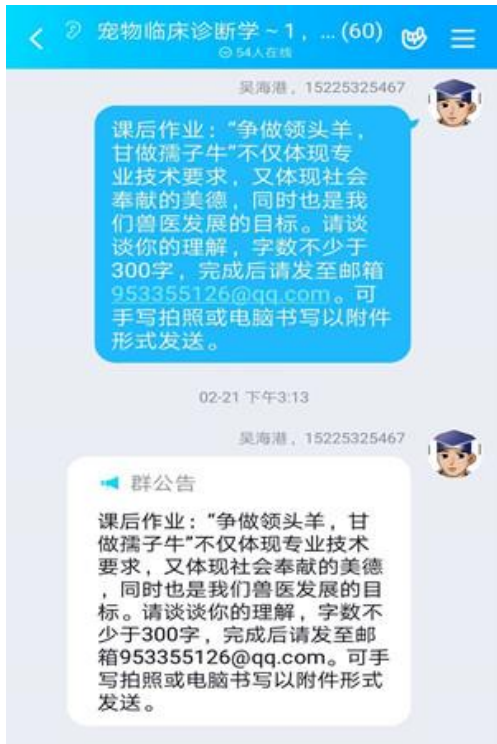 宠物临床诊断学~1，...(60)
54人在线
吴海港，15225325467
课后作业：“争做领头羊，
甘做孺子牛”不仅体现专
业技术要求，又体现社会
奉献的美德，同时也是我
们兽医发展的目标。请谈
谈你的理解，字数不少于
300字，完成后请发至邮箱
953355126@qq.com。可
手写拍照或电脑书写以附件
形式发送。
02-21 下午3:13
吴海港，15225325467
群公告
课后作业：“争做领头羊，甘
做孺子牛”不仅体现专业技术
要求，又体现社会奉献的美德
，同时也是我们兽医发展的目
标。请谈谈你的理解，字数不
少于300字，完成后请发至邮
箱953355126@qq.com。可手
写拍照或电脑书写以附件形式
发送。